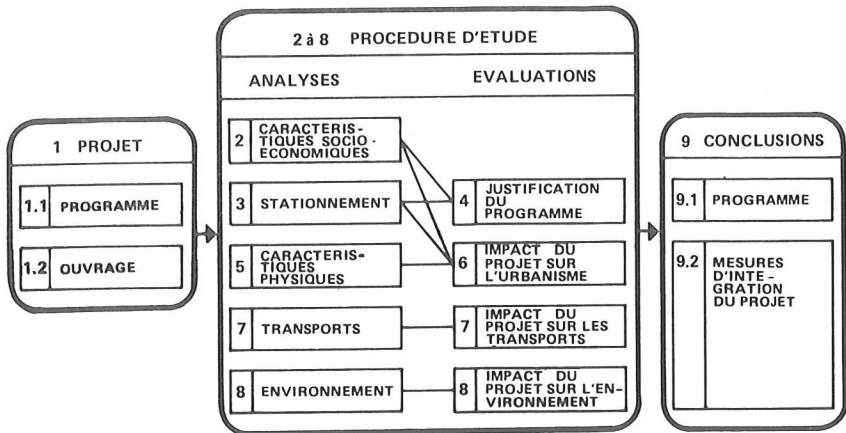 1 PROJET
1.1 PROGRAMME
1.2 OUVRAGE
2 à 8 PROCEDURE D'ETUDE
ANALYSES
EVALUATIONS
2 CARACTERIS-
TIQUES SOCIO-
ECONOMIQUES
3 STATIONNEMENT
5 CARACTERIS-
TIQUES
PHYSIQUES
7 TRANSPORTS
8 ENVIRONNEMENT
4 JUSTIFICATION
DU
PROGRAMME
6 IMPACT DU
PROJET SUR
L'URBANISME
7 IMPACT DU
PROJET SUR LES
TRANSPORTS
8 IMPACT DU
PROJET SUR L'EN-
VIRONNEMENT
9 CONCLUSIONS
9.1 PROGRAMME
9.2 MESURES
D'INTE-
GRATION
DU PROJET